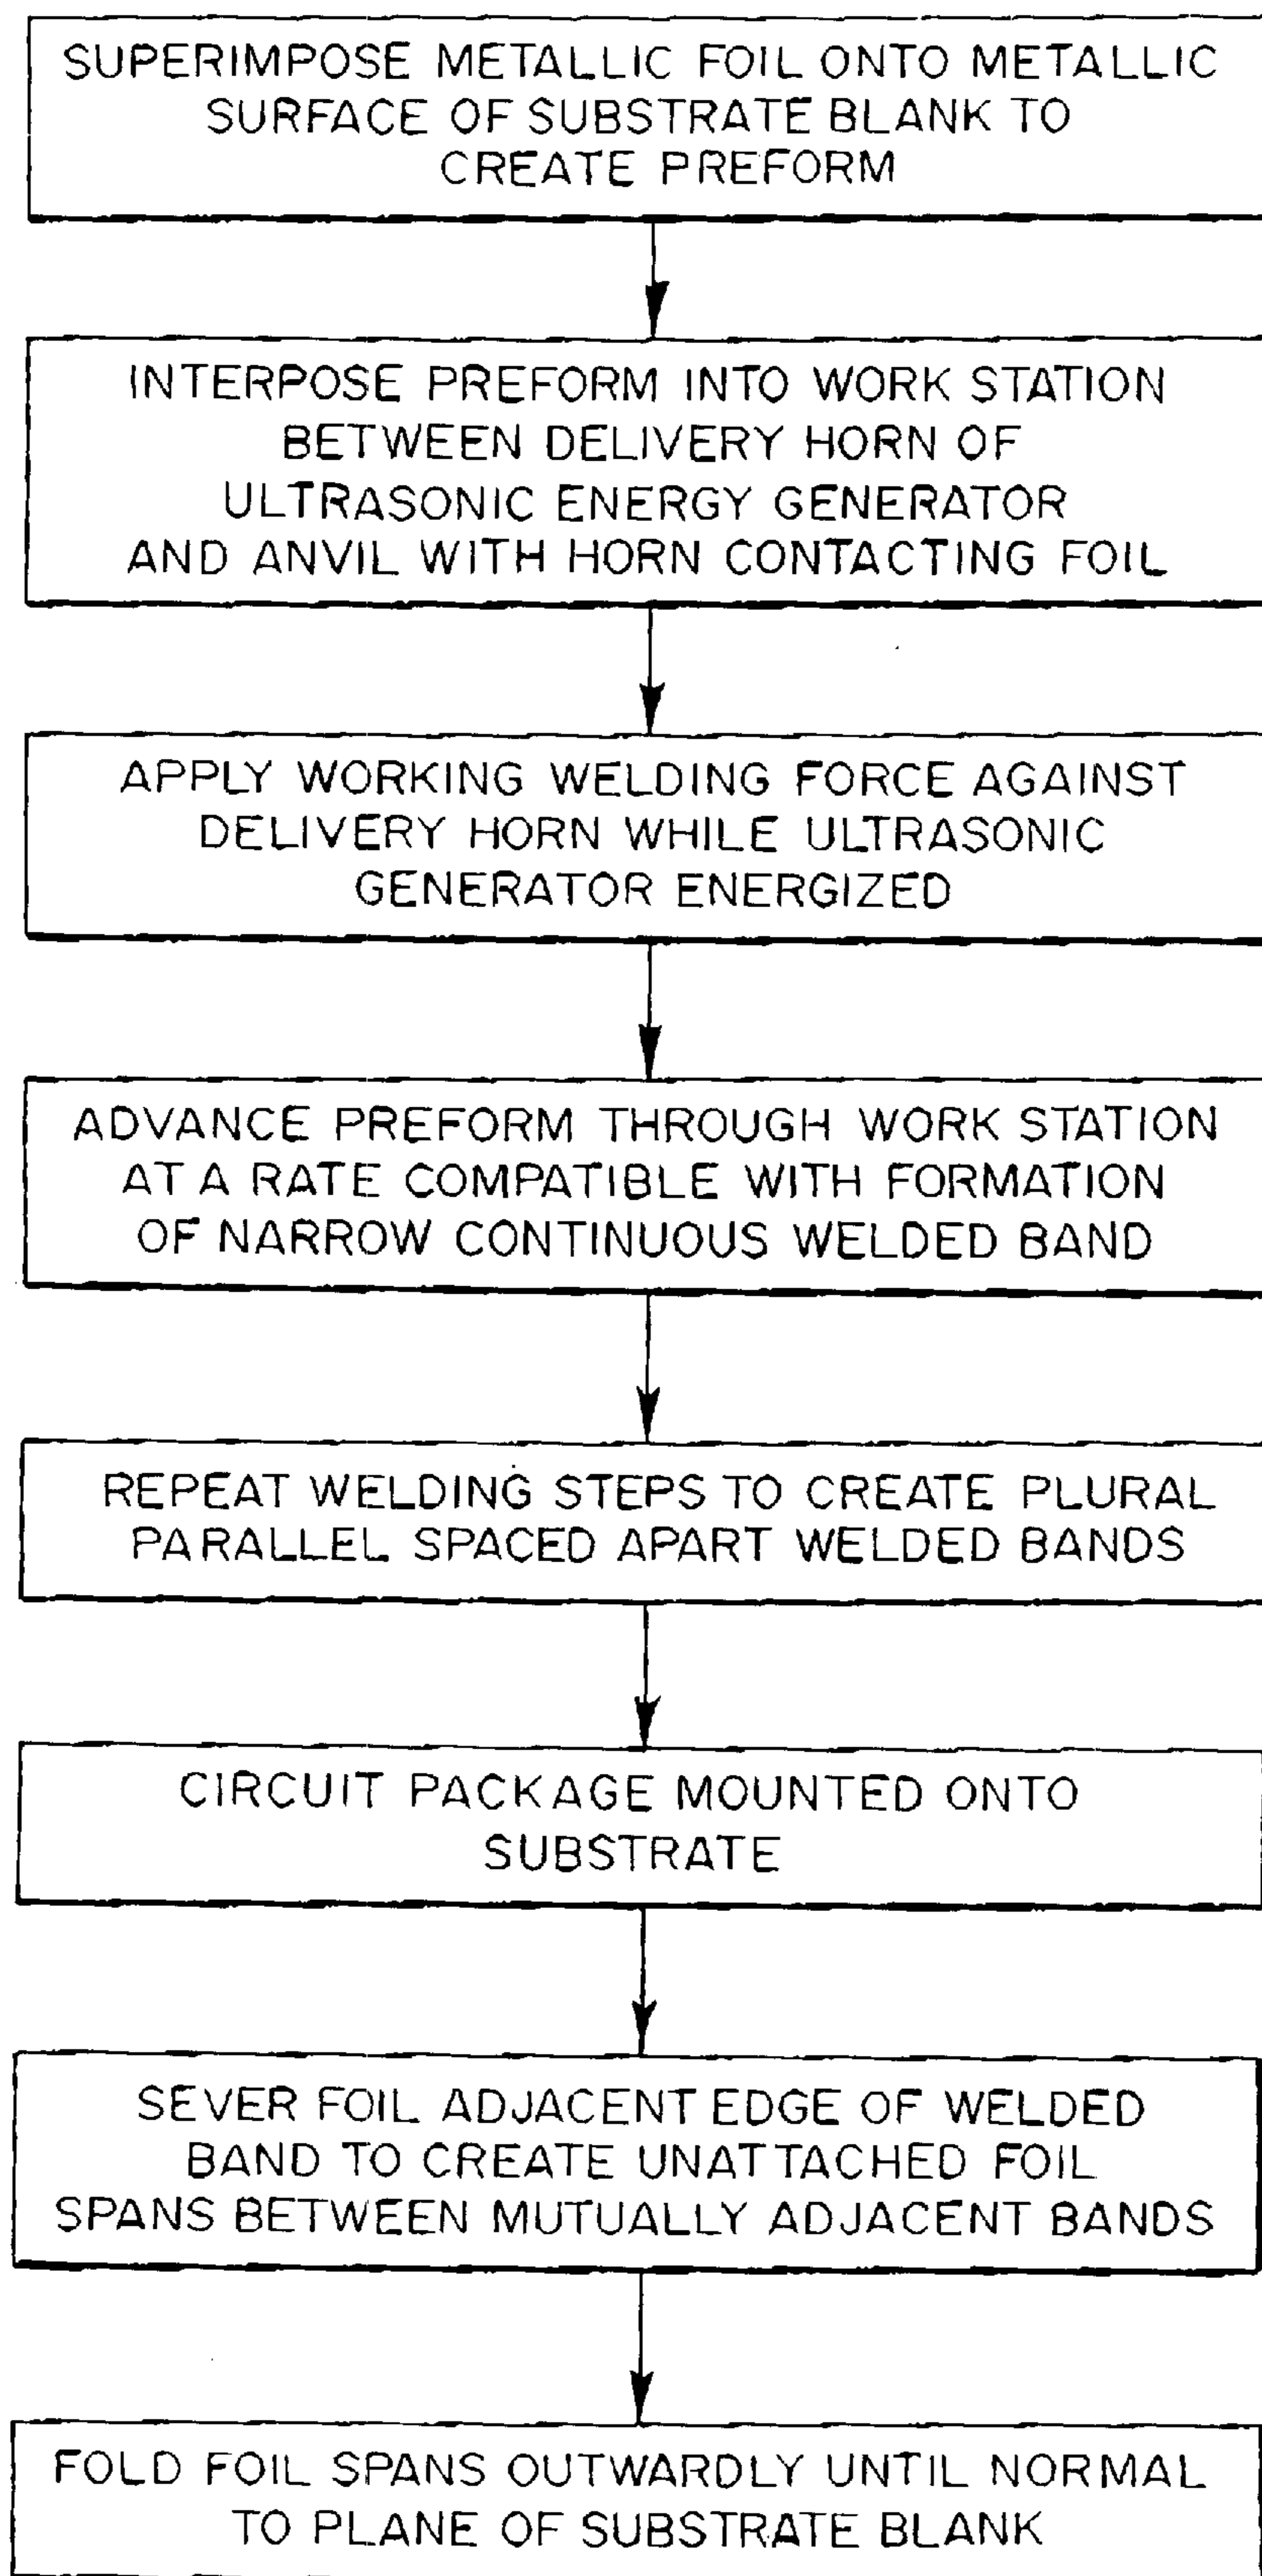 SUPERIMPOSE METALLIC FOIL ONTO METALLIC
SURFACE OF SUBSTRATE BLANK TO
CREATE PREFORM
INTERPOSE PREFORM INTO WORK STATION
BETWEEN DELIVERY HORN OF
ULTRASONIC ENERGY GENERATOR
AND ANVIL WITH HORN CONTACTING FOIL
APPLY WORKING WELDING FORCE AGAINST
DELIVERY HORN WHILE ULTRASONIC
GENERATOR ENERGIZED
ADVANCE PREFORM THROUGH WORK STATION
AT A RATE COMPATIBLE WITH FORMATION
OF NARROW CONTINUOUS WELDED BAND
REPEAT WELDING STEPS TO CREATE PLURAL
PARALLEL SPACED APART WELDED BANDS
CIRCUIT PACKAGE MOUNTED ONTO
SUBSTRATE
SEVER FOIL ADJACENT EDGE OF WELDED
BAND TO CREATE UNATTACHED FOIL
SPANS BETWEEN MUTUALLY ADJACENT BANDS
FOLD FOIL SPANS OUTWARDLY UNTIL NORMAL
TO PLANE OF SUBSTRATE BLANK